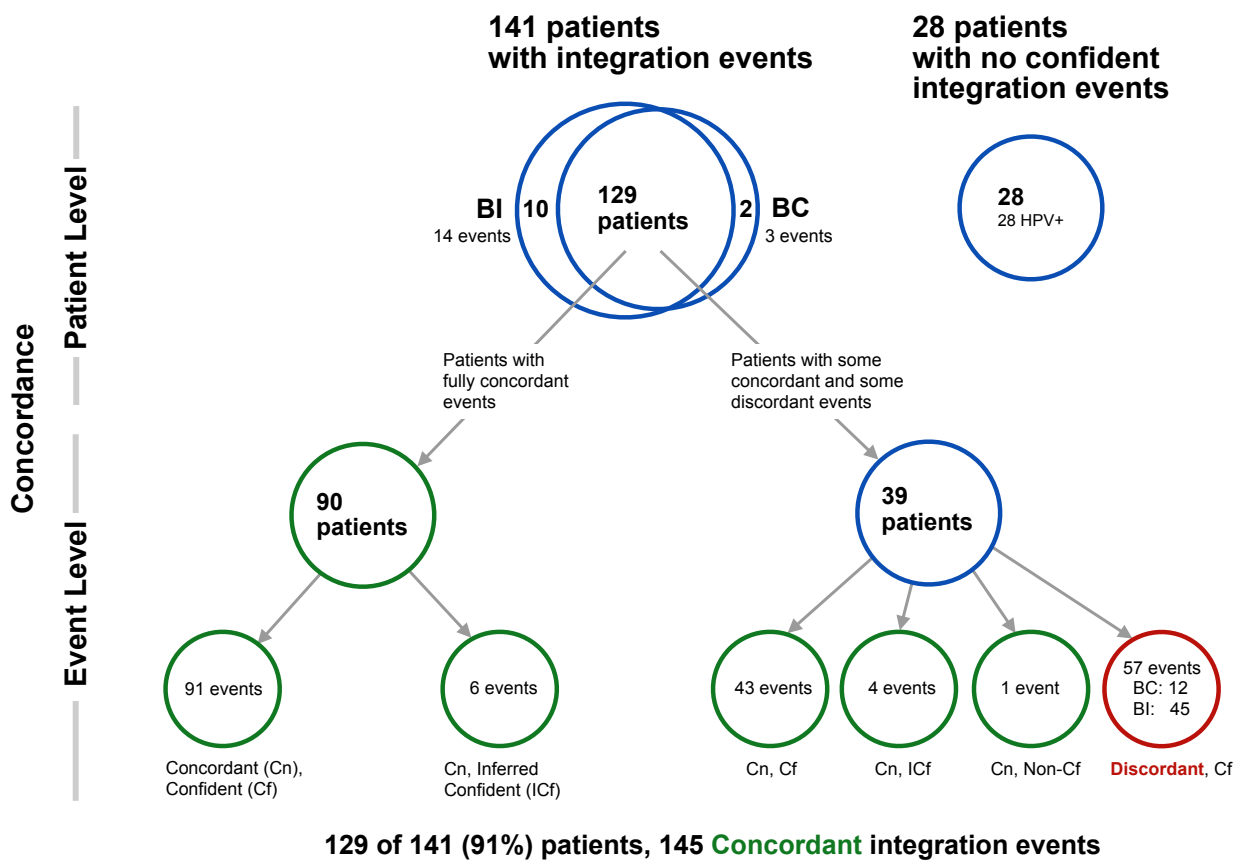 141 patients
with integration events
28 patients
with no confident
integration events
Concordance
Patient Level
Event Level
BI
14 events
10
129
patients
2
BC
3 events
28
28 HPV+
Patients with
fully concordant
events
Patients with some
concordant and some
discordant events
90
patients
39
patients
91 events
6 events
43 events
4 events
1 event
57 events
BC: 12
BI: 45
Concordant (Cn),
Confident (Cf)
Cn, Inferred
Confident (ICf)
Cn, Cf
Cn, ICf
Cn, Non-Cf
Discordant, Cf
129 of 141 (91%) patients, 145 Concordant integration events